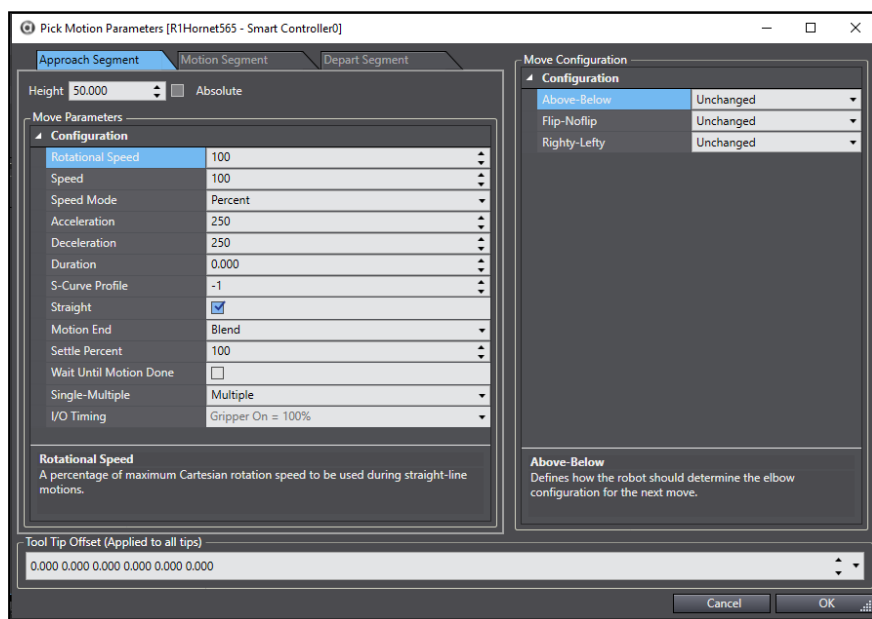 Pick Motion Parameters [R1Hornet565 - Smart Controller0]
Approach Segment Motion Segment Depart Segment
Height 50.000 Absolute
Move Parameters
Configuration
Rotational Speed 100
Speed 100
Speed Mode Percent
Acceleration 250
Deceleration 250
Duration 0.000
S-Curve Profile -1
Straight
Motion End Blend
Settle Percent 100
Wait Until Motion Done
Single-Multiple Multiple
I/O Timing Gripper On = 100%
Rotational Speed
A percentage of maximum Cartesian rotation speed to be used during straight-line
motions.
Move Configuration
Configuration
Above-Below Unchanged
Flip-Noflip Unchanged
Righty-Lefty Unchanged
Above-Below
Defines how the robot should determine the elbow
configuration for the next move.
Tool Tip Offset (Applied to all tips)
0.000 0.000 0.000 0.000 0.000 0.000
Cancel OK